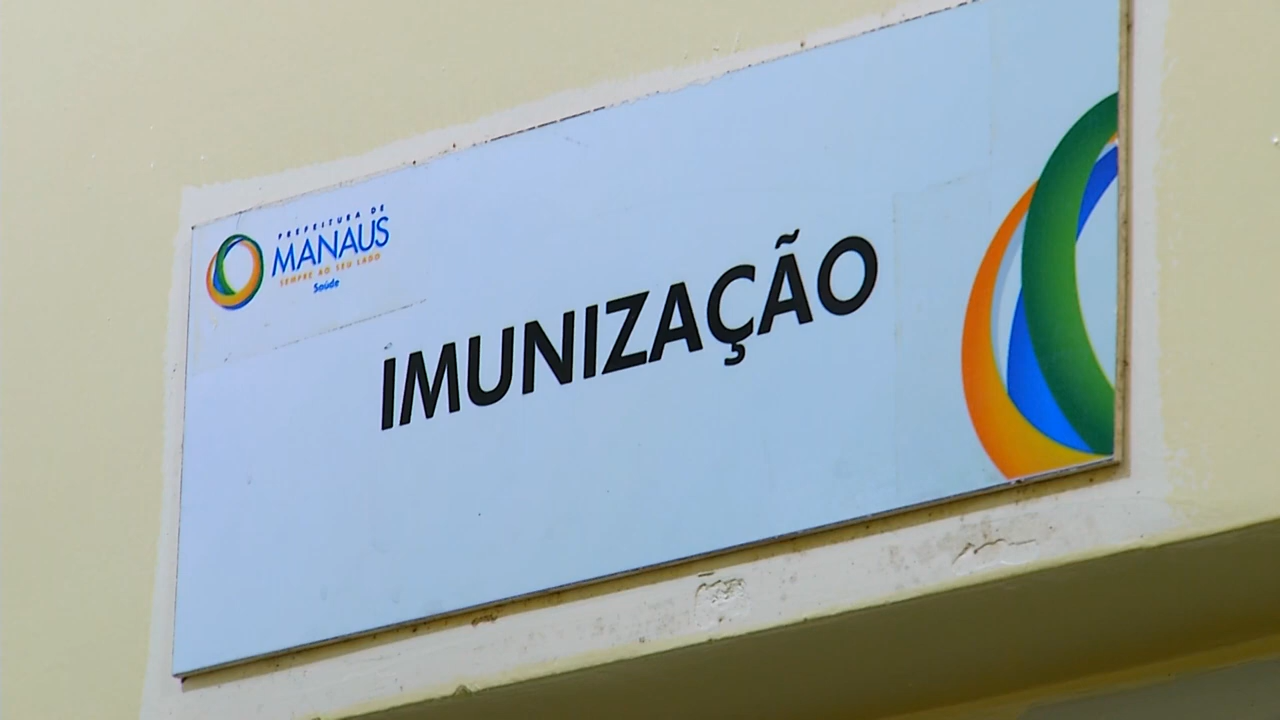 PREFEITURA DE
MANAUS
SEMPRE AO SEU LADO
Saúde
IMUNIZAÇÃO